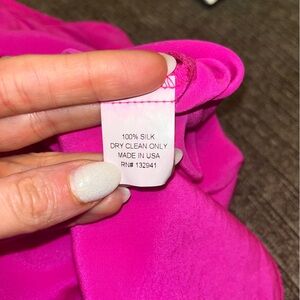 100% SILK
DRY CLEAN ONLY
MADE IN USA
RN# 132941